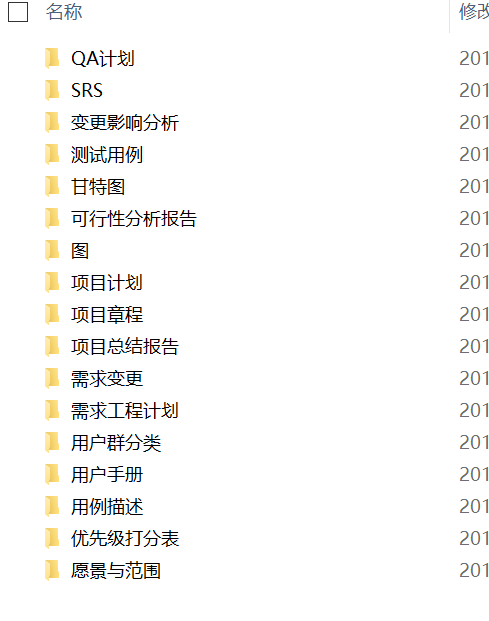 名称 修改
QA计划 201
SRS 201
变更影响分析 201
测试用例 201
甘特图 201
可行性分析报告 201
图 201
项目计划 201
项目章程 201
项目总结报告 201
需求变更 201
需求工程计划 201
用户群分类 201
用户手册 201
用例描述 201
优先级打分表 201
愿景与范围 201